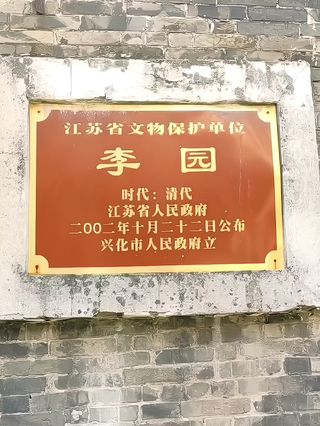 江苏省文物保护单位
李园
时代：清代
江苏省人民政府
二〇〇二年十月二十二日公布
兴化市人民政府立